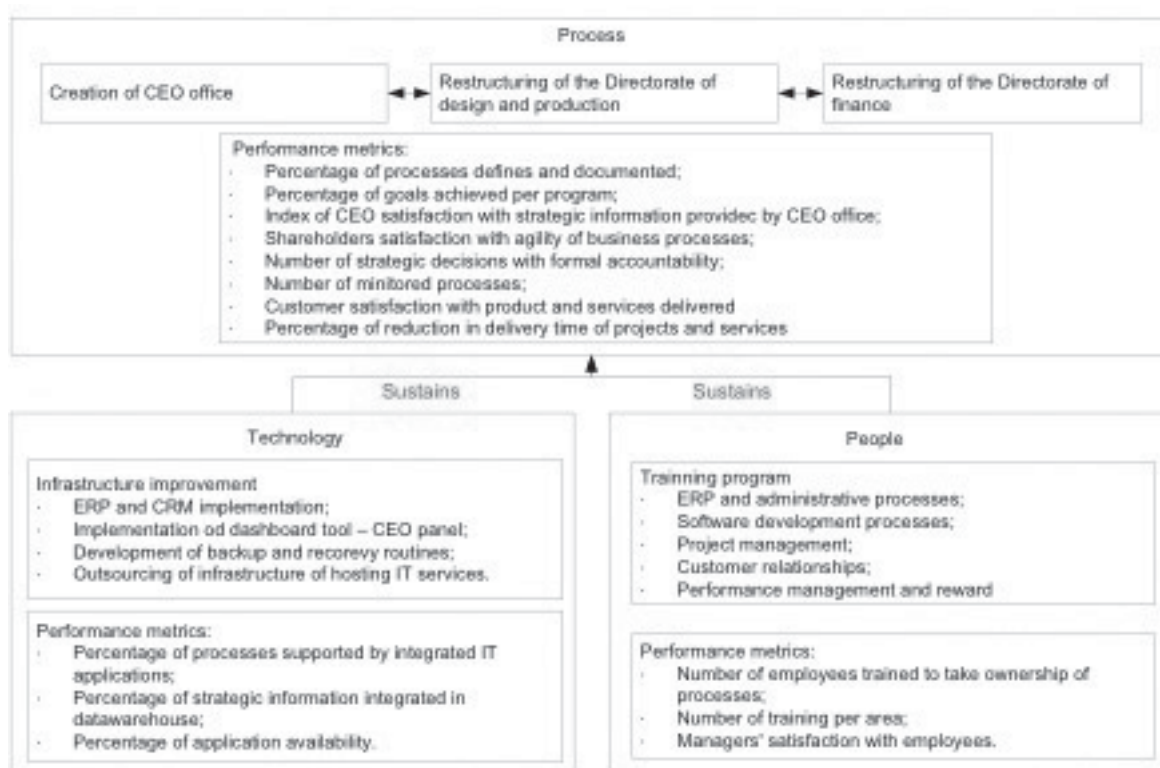 Process
Creation of CEO office
Restructuring of the Directorate of
design and production
Restructuring of the Directorate of
finance
Performance metrics:
· Percentage of processes defines and documented;
· Percentage of goals achieved per program;
· Index of CEO satisfaction with strategic information providec by CEO office;
· Shareholders satisfaction with agility of business processes;
· Number of strategic decisions with formal accountability;
· Number of minitored processes;
· Customer satisfaction with product and services delivered
· Percentage of reduction in delivery time of projects and services
Sustains
Sustains
Technology
Infrastructure improvement
· ERP and CRM implementation;
· Implementation od dashboard tool – CEO panel;
· Development of backup and recorevy routines;
· Outsourcing of infrastructure of hosting IT services.
Performance metrics:
· Percentage of processes supported by integrated IT
applications;
· Percentage of strategic information integrated in
datawarehouse;
· Percentage of application availability.
People
Trainning program
· ERP and administrative processes;
· Software development processes;
· Project management;
· Customer relationships;
· Performance management and reward
Performance metrics:
· Number of employees trained to take ownership of
processes;
· Number of training per area;
· Managers' satisfaction with employees.